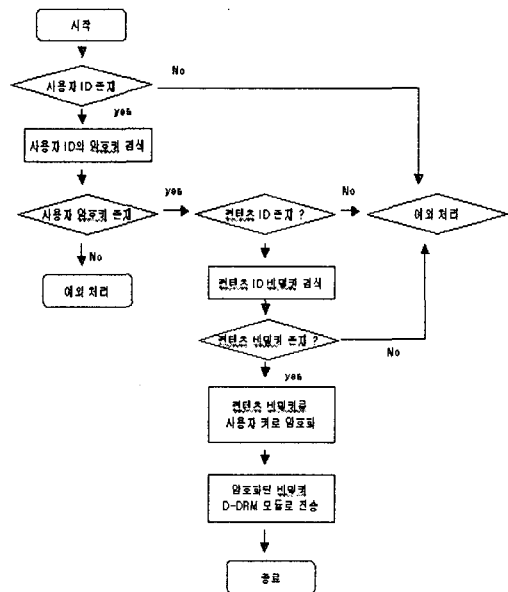 시작
사용자 ID 존재
No
yes
사용자 ID의 암호키 검색
사용자 암호키 존재
yes
컨텐츠 ID 존재 ?
No
예외 처리
No
예외 처리
컨텐츠 ID 비밀키 검색
컨텐츠 비밀키 존재 ?
No
yes
컨텐츠 비밀키를
사용자 키로 암호화
암호화된 비밀키
D-DRM 모듈로 전송
종료